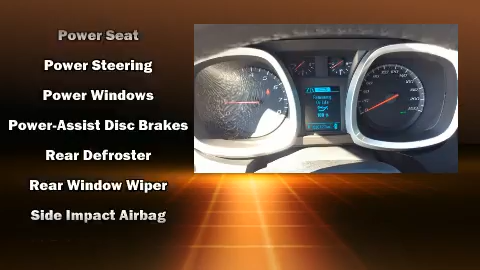 Power Seat
Power Steering
Power Windows
Power-Assist Disc Brakes
Rear Defroster
Rear Window Wiper
Side Impact Airbag